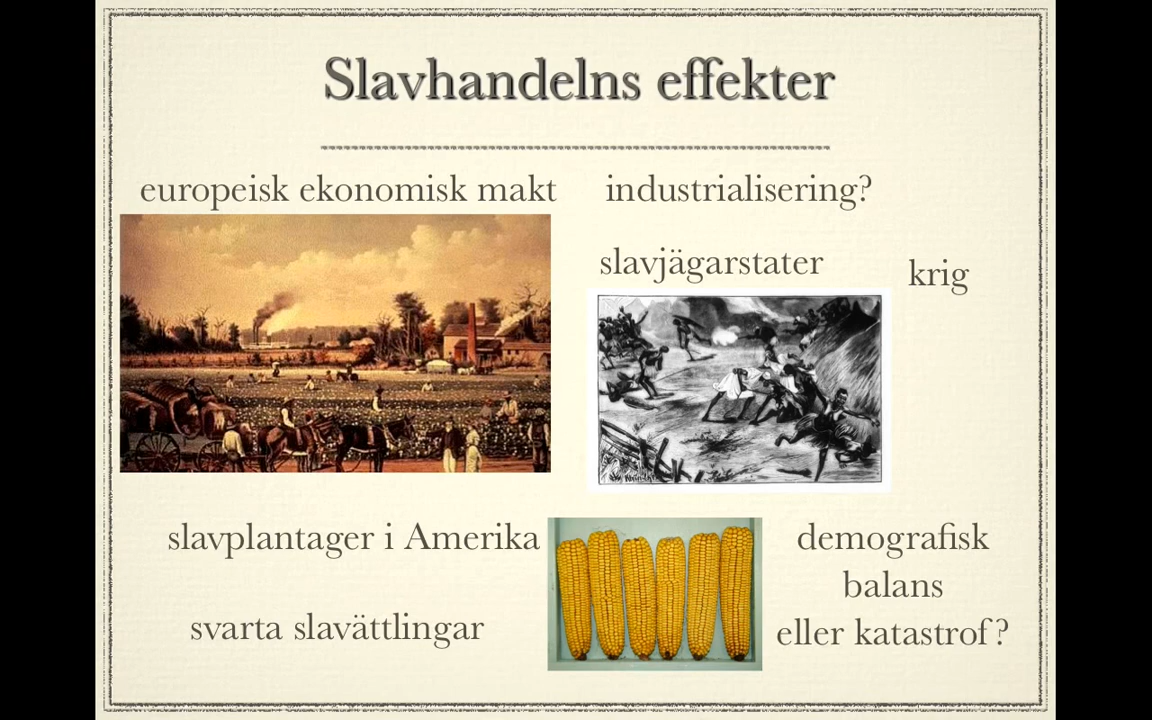 Slavhandelns effekter
europeisk ekonomisk makt
industrialisering?
slavjägarstater
krig
slavplantager i Amerika
svarta slavättlingar
demografisk
balans
eller katastrof?